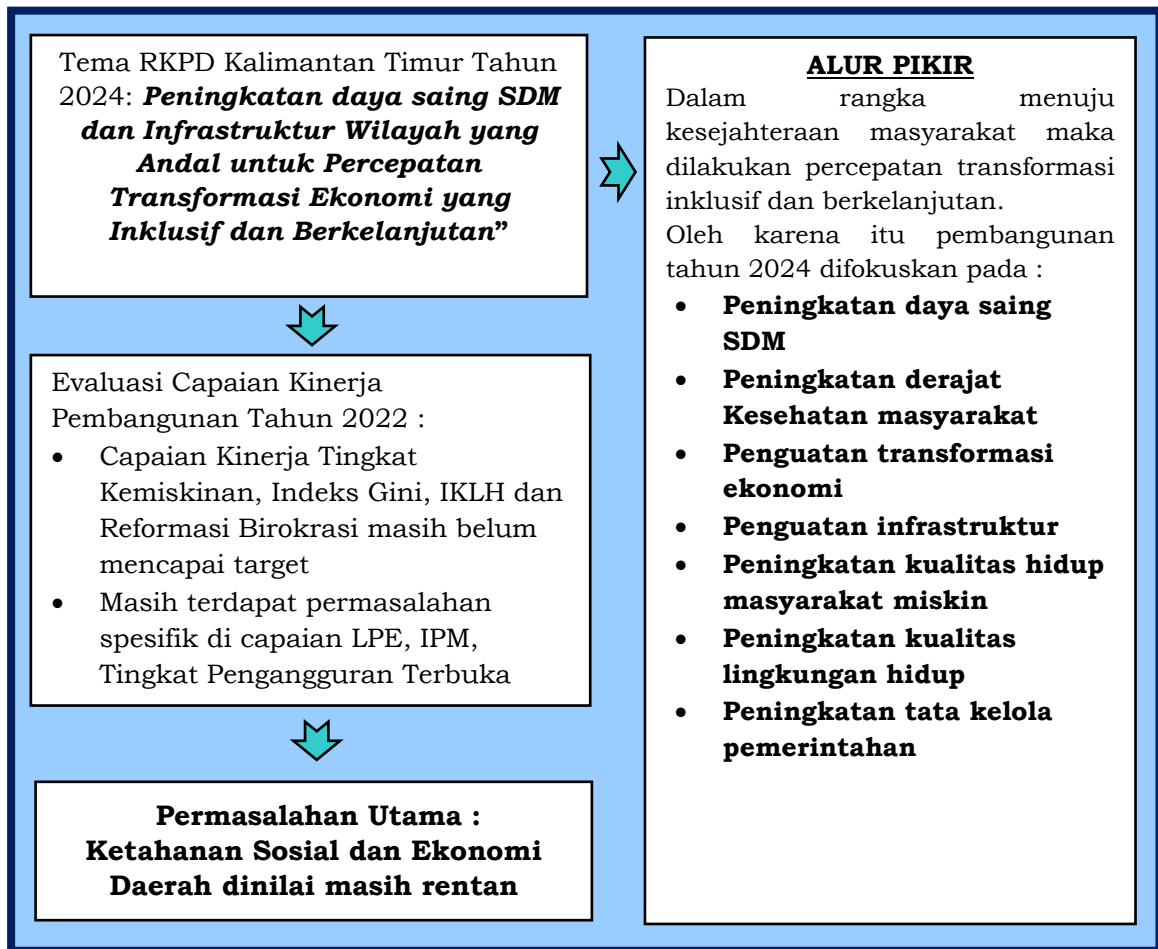 Tema RKPD Kalimantan Timur Tahun
2024: Peningkatan daya saing SDM
dan Infrastruktur Wilayah yang
Andal untuk Percepatan
Transformasi Ekonomi yang
Inklusif dan Berkelanjutan”
Evaluasi Capaian Kinerja
Pembangunan Tahun 2022 :
• Capaian Kinerja Tingkat
Kemiskinan, Indeks Gini, IKLH dan
Reformasi Birokrasi masih belum
mencapai target
• Masih terdapat permasalahan
spesifik di capaian LPE, IPM,
Tingkat Pengangguran Terbuka
Permasalahan Utama :
Ketahanan Sosial dan Ekonomi
Daerah dinilai masih rentan
ALUR PIKIR
Dalam rangka menuju
kesejahteraan masyarakat maka
dilakukan percepatan transformasi
inklusif dan berkelanjutan.
Oleh karena itu pembangunan
tahun 2024 difokuskan pada :
• Peningkatan daya saing
SDM
• Peningkatan derajat
Kesehatan masyarakat
• Penguatan transformasi
ekonomi
• Penguatan infrastruktur
• Peningkatan kualitas hidup
masyarakat miskin
• Peningkatan kualitas
lingkungan hidup
• Peningkatan tata kelola
pemerintahan